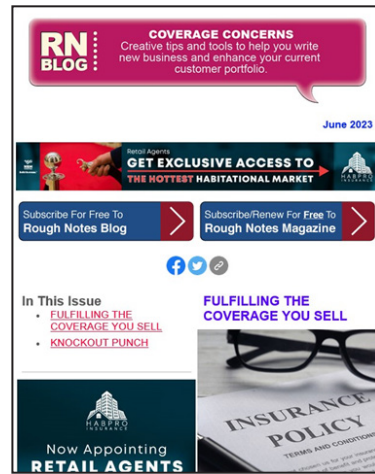 RN
BLOG
COVERAGE CONCERNS
Creative tips and tools to help you write
new business and enhance your current
customer portfolio.
June 2023
Retail Agents
GET EXCLUSIVE ACCESS TO
THE HOTTEST HABITATIONAL MARKET
HABPRO
INSURANCE
Subscribe For Free To
Rough Notes Blog
Subscribe/Renew For Free To
Rough Notes Magazine
In This Issue
FULFILLING THE
COVERAGE YOU SELL
KNOCKOUT PUNCH
FULFILLING THE
COVERAGE YOU SELL
HABPRO
INSURANCE
Now Appointing
RETAIL AGENTS
INSURANCE
POLICY
TERMS AND CONDITIONS